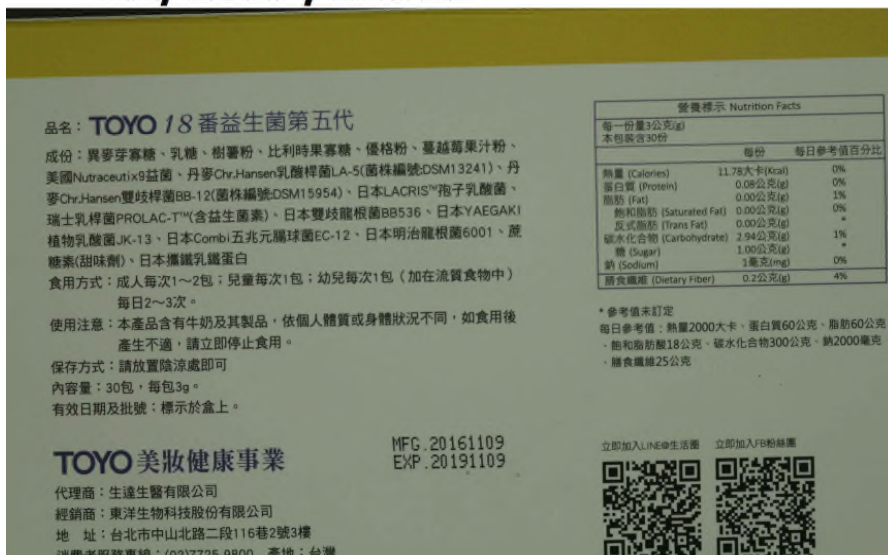 品名：TOYO 18番益生菌第五代
成份：異麥芽寡糖、乳糖、樹薯粉、比利時果寡糖、優格粉、蔓越莓果汁粉、
美國Nutraceutix9益菌、丹麥Chr.Hansen乳酸桿菌LA-5(菌株編號:DSM13241)、丹
麥Chr.Hansen雙歧桿菌BB-12(菌株編號:DSM15954)、日本LACRIS™孢子乳酸菌、
瑞士乳桿菌PROLAC-T™(含益生菌素)、日本雙歧龍根菌BB536、日本YAEGAKI
植物乳酸菌JK-13、日本Combi五兆元腸球菌EC-12、日本明治龍根菌6001、蔗
糖素(甜味劑)、日本攜鐵乳鐵蛋白
食用方式：成人每次1～2包；兒童每次1包；幼兒每次1包（加在流質食物中）
每日2～3次。
使用注意：本產品含有牛奶及其製品，依個人體質或身體狀況不同，如食用後
產生不適，請立即停止食用。
保存方式：請放置陰涼處即可
內容量：30包，每包3g。
有效日期及批號：標示於盒上。
TOYO 美妝健康事業
代理商：生達生醫有限公司
經銷商：東洋生物科技股份有限公司
地　址：台北市中山北路二段116巷2號3樓
消費者服務專線：(02)7725-9800　產地：台灣
MFG.20161109
EXP.20191109
營養標示 Nutrition Facts
每一份量3公克(g)
本包裝含30份
每份　每日參考值百分比
熱量 (Calories)　11.78大卡(Kcal)　0%
蛋白質 (Protein)　0.08公克(g)　0%
脂肪 (Fat)　0.00公克(g)　1%
飽和脂肪 (Saturated Fat)　0.00公克(g)　0%
反式脂肪 (Trans Fat)　0.00公克(g)　*
碳水化合物 (Carbohydrate)　2.94公克(g)　1%
糖 (Sugar)　1.00公克(g)　*
鈉 (Sodium)　1毫克(mg)　0%
膳食纖維 (Dietary Fiber)　0.2公克(g)　4%
* 參考值未訂定
每日參考值：熱量2000大卡、蛋白質60公克、脂肪60公克
、飽和脂肪酸18公克、碳水化合物300公克、鈉2000毫克
、膳食纖維25公克
立即加入LINE@生活圈　立即加入FB粉絲團